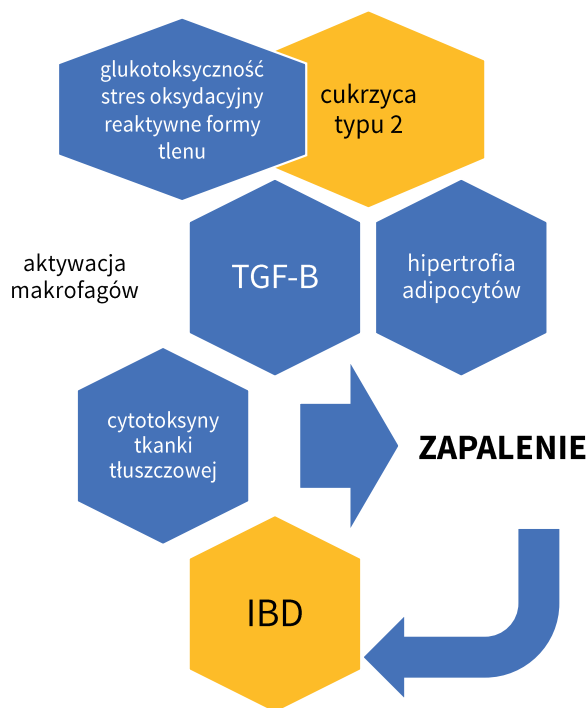 glukotoksyczność
stres oksydacyjny
reaktywne formy
tlenu
cukrzyca
typu 2
aktywacja
makrofagów
TGF-B
hipertrofia
adipocytów
cytotoksyny
tkanki
tłuszczowej
ZAPALENIE
IBD